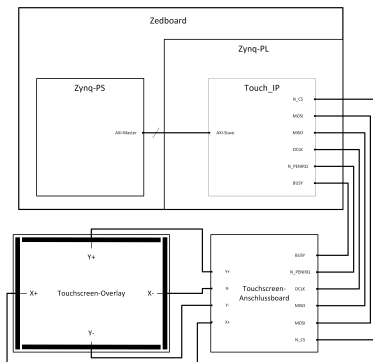 Zedboard
Zynq-PL
Zynq-PS
Touch_IP
N_CS
MOSI
AXI-Master
AXI-Slave
MISO
DCLK
N_PENIRQ
BUSY
Y+
X+
Touchscreen-Overlay
X-
Y-
Y+
X-
Y-
X+
Touchscreen-
Anschlussboard
BUSY
N_PENIRQ
DCLK
MISO
MOSI
N_CS